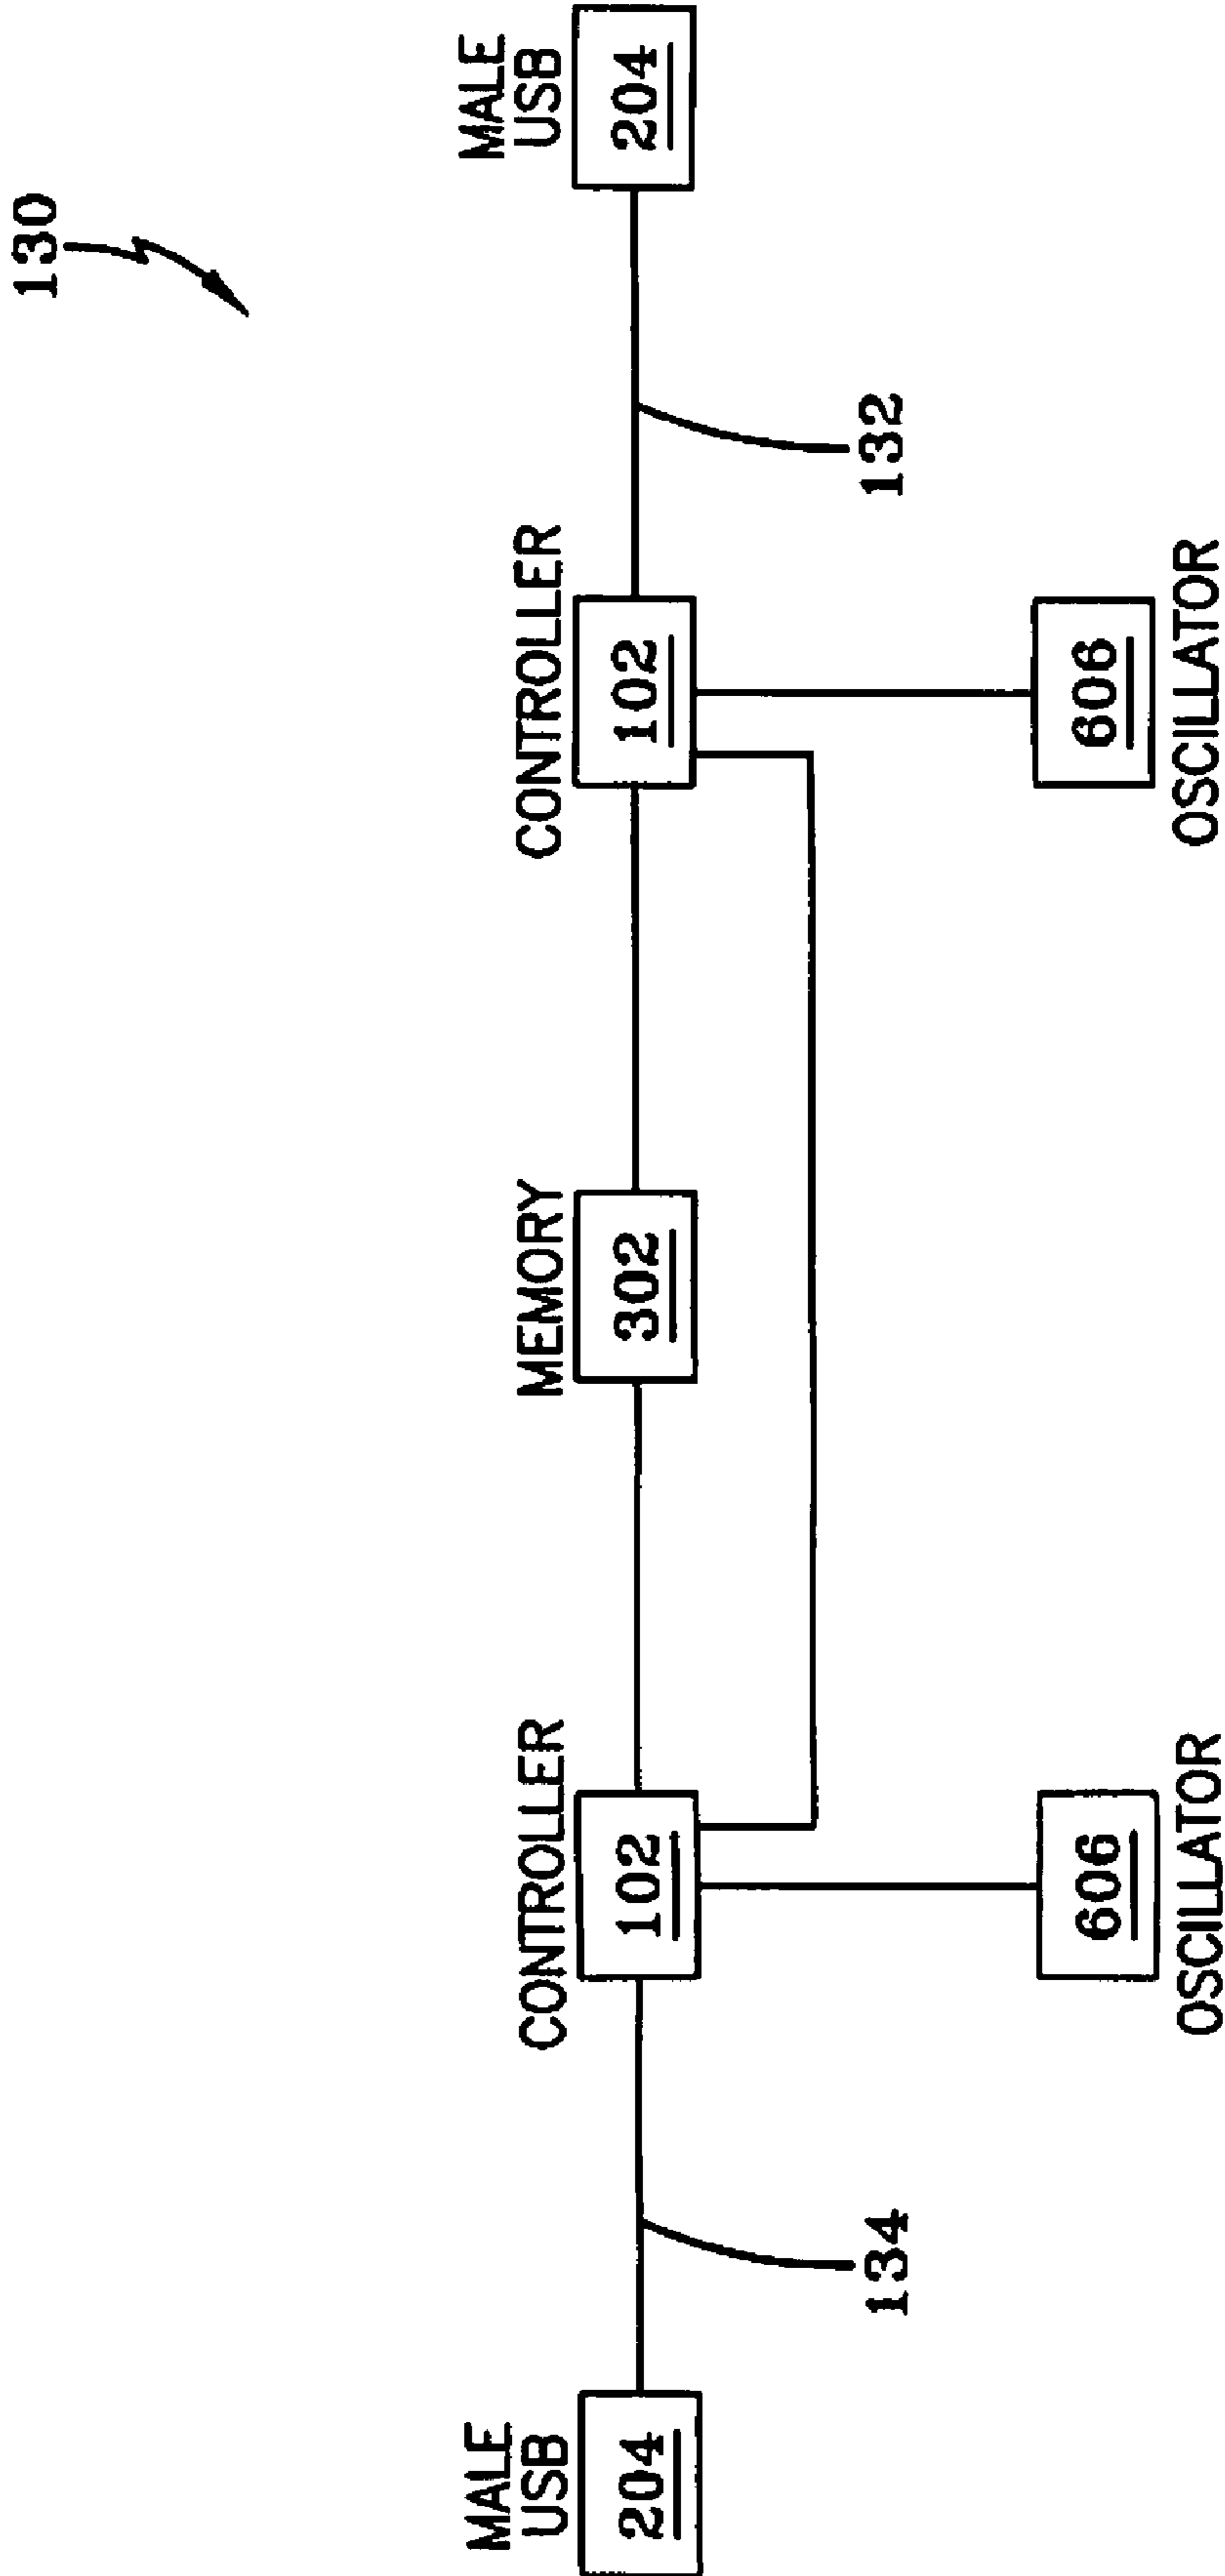 130
MALE
USB
204
CONTROLLER
102
MEMORY
302
CONTROLLER
102
MALE
USB
204
134
132
606
OSCILLATOR
606
OSCILLATOR